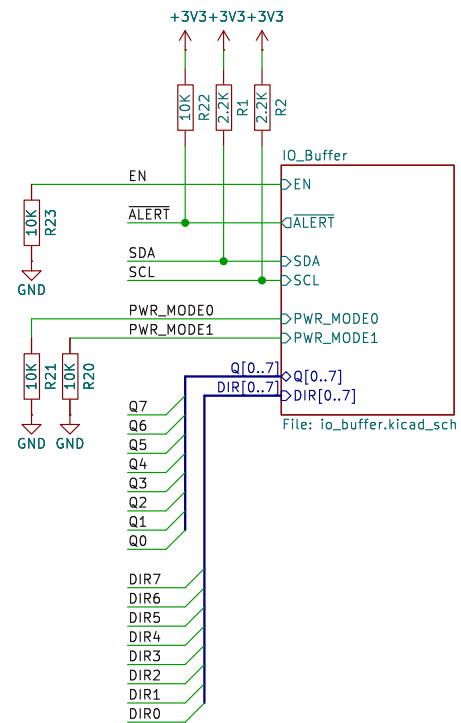 +3V3+3V3+3V3
10K R22 2.2K R1 2.2K R2
IO_Buffer
EN EN
10K R23
ALERT ALERT
SDA SDA
GND
SCL SCL
PWR_MODE0 PWR_MODE0
PWR_MODE1 PWR_MODE1
10K R21 10K R20
Q[0..7] Q[0..7]
DIR[0..7] DIR[0..7]
File: io_buffer.kicad_sch
GND GND
Q7
Q6
Q5
Q4
Q3
Q2
Q1
Q0
DIR7
DIR6
DIR5
DIR4
DIR3
DIR2
DIR1
DIR0